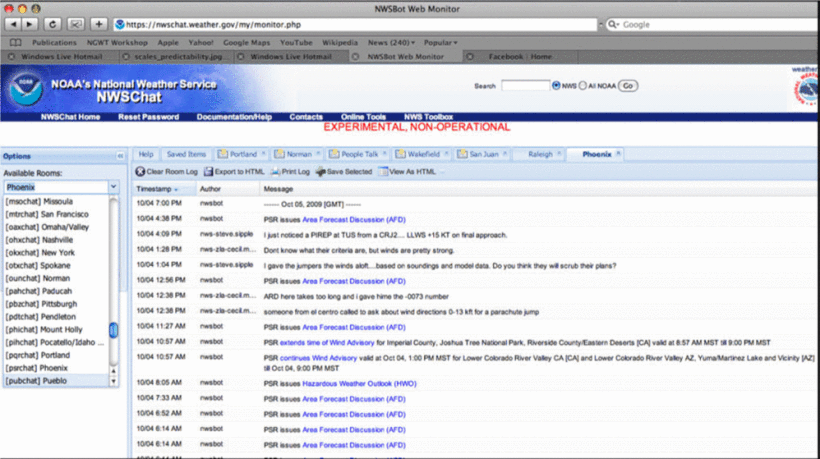 NWSBot Web Monitor
https://nwschat.weather.gov/my/monitor.php
Google
Publications NGWT Workshop Apple Yahoo! Google Maps YouTube Wikipedia News (240) Popular
Windows Live Hotmail scales_predictability.jpg... Windows Live Hotmail NWSBot Web Monitor Facebook | Home
NOAA's National Weather Service
NWSChat
Search NWS All NOAA Go
weather
NWSChat Home Reset Password Documentation/Help Contacts Online Tools NWS Toolbox
EXPERIMENTAL, NON-OPERATIONAL
Options
Available Rooms:
Phoenix
[msochat] Missoula
[mtrchat] San Francisco
[oaxchat] Omaha/Valley
[ohxchat] Nashville
[okxchat] New York
[otxchat] Spokane
[ounchat] Norman
[pahchat] Paducah
[pbzchat] Pittsburgh
[pdtchat] Pendleton
[phichat] Mount Holly
[pihchat] Pocatello/Idaho ...
[pqrchat] Portland
[psrchat] Phoenix
[pubchat] Pueblo
Help Saved Items Portland Norman People Talk Wakefield San Juan Raleigh Phoenix
Clear Room Log Export to HTML Print Log Save Selected View As HTML
Timestamp Author Message
10/04 7:00 PM nwsbot ------ Oct 05, 2009 [GMT] ------
10/04 4:38 PM nwsbot PSR issues Area Forecast Discussion (AFD)
10/04 4:09 PM nws-steve.sipple I just noticed a PIREP at TUS from a CRJ2.... LLWS +15 KT on final approach.
10/04 1:28 PM nws-zla-cecil.m... Dont know what their criteria are, but winds are pretty strong.
10/04 1:04 PM nws-steve.sipple I gave the jumpers the winds aloft....based on soundings and model data. Do you think they will scrub their plans?
10/04 12:56 PM nwsbot PSR issues Area Forecast Discussion (AFD)
10/04 12:38 PM nws-zla-cecil.m... ARD here takes too long and i gave hime the -0073 number
10/04 12:38 PM nws-zla-cecil.m... someone from el centro called to ask about wind directions 0-13 kft for a parachute jump
10/04 11:27 AM nwsbot PSR issues Area Forecast Discussion (AFD)
10/04 10:57 AM nwsbot PSR extends time of Wind Advisory for Imperial County, Joshua Tree National Park, Riverside County/Eastern Deserts [CA] valid at 8:57 AM MST till 9:00 PM MST
10/04 10:57 AM nwsbot PSR continues Wind Advisory valid at Oct 04, 1:00 PM MST for Lower Colorado River Valley CA [CA] and Lower Colorado River Valley AZ, Yuma/Martinez Lake and Vicinity [AZ]
till Oct 04, 9:00 PM MST
10/04 8:05 AM nwsbot PSR issues Hazardous Weather Outlook (HWO)
10/04 7:33 AM nwsbot PSR issues Area Forecast Discussion (AFD)
10/04 6:52 AM nwsbot PSR issues Area Forecast Discussion (AFD)
10/04 6:14 AM nwsbot PSR issues Area Forecast Discussion (AFD)
10/04 6:14 AM nwsbot PSR issues Area Forecast Discussion (AFD)